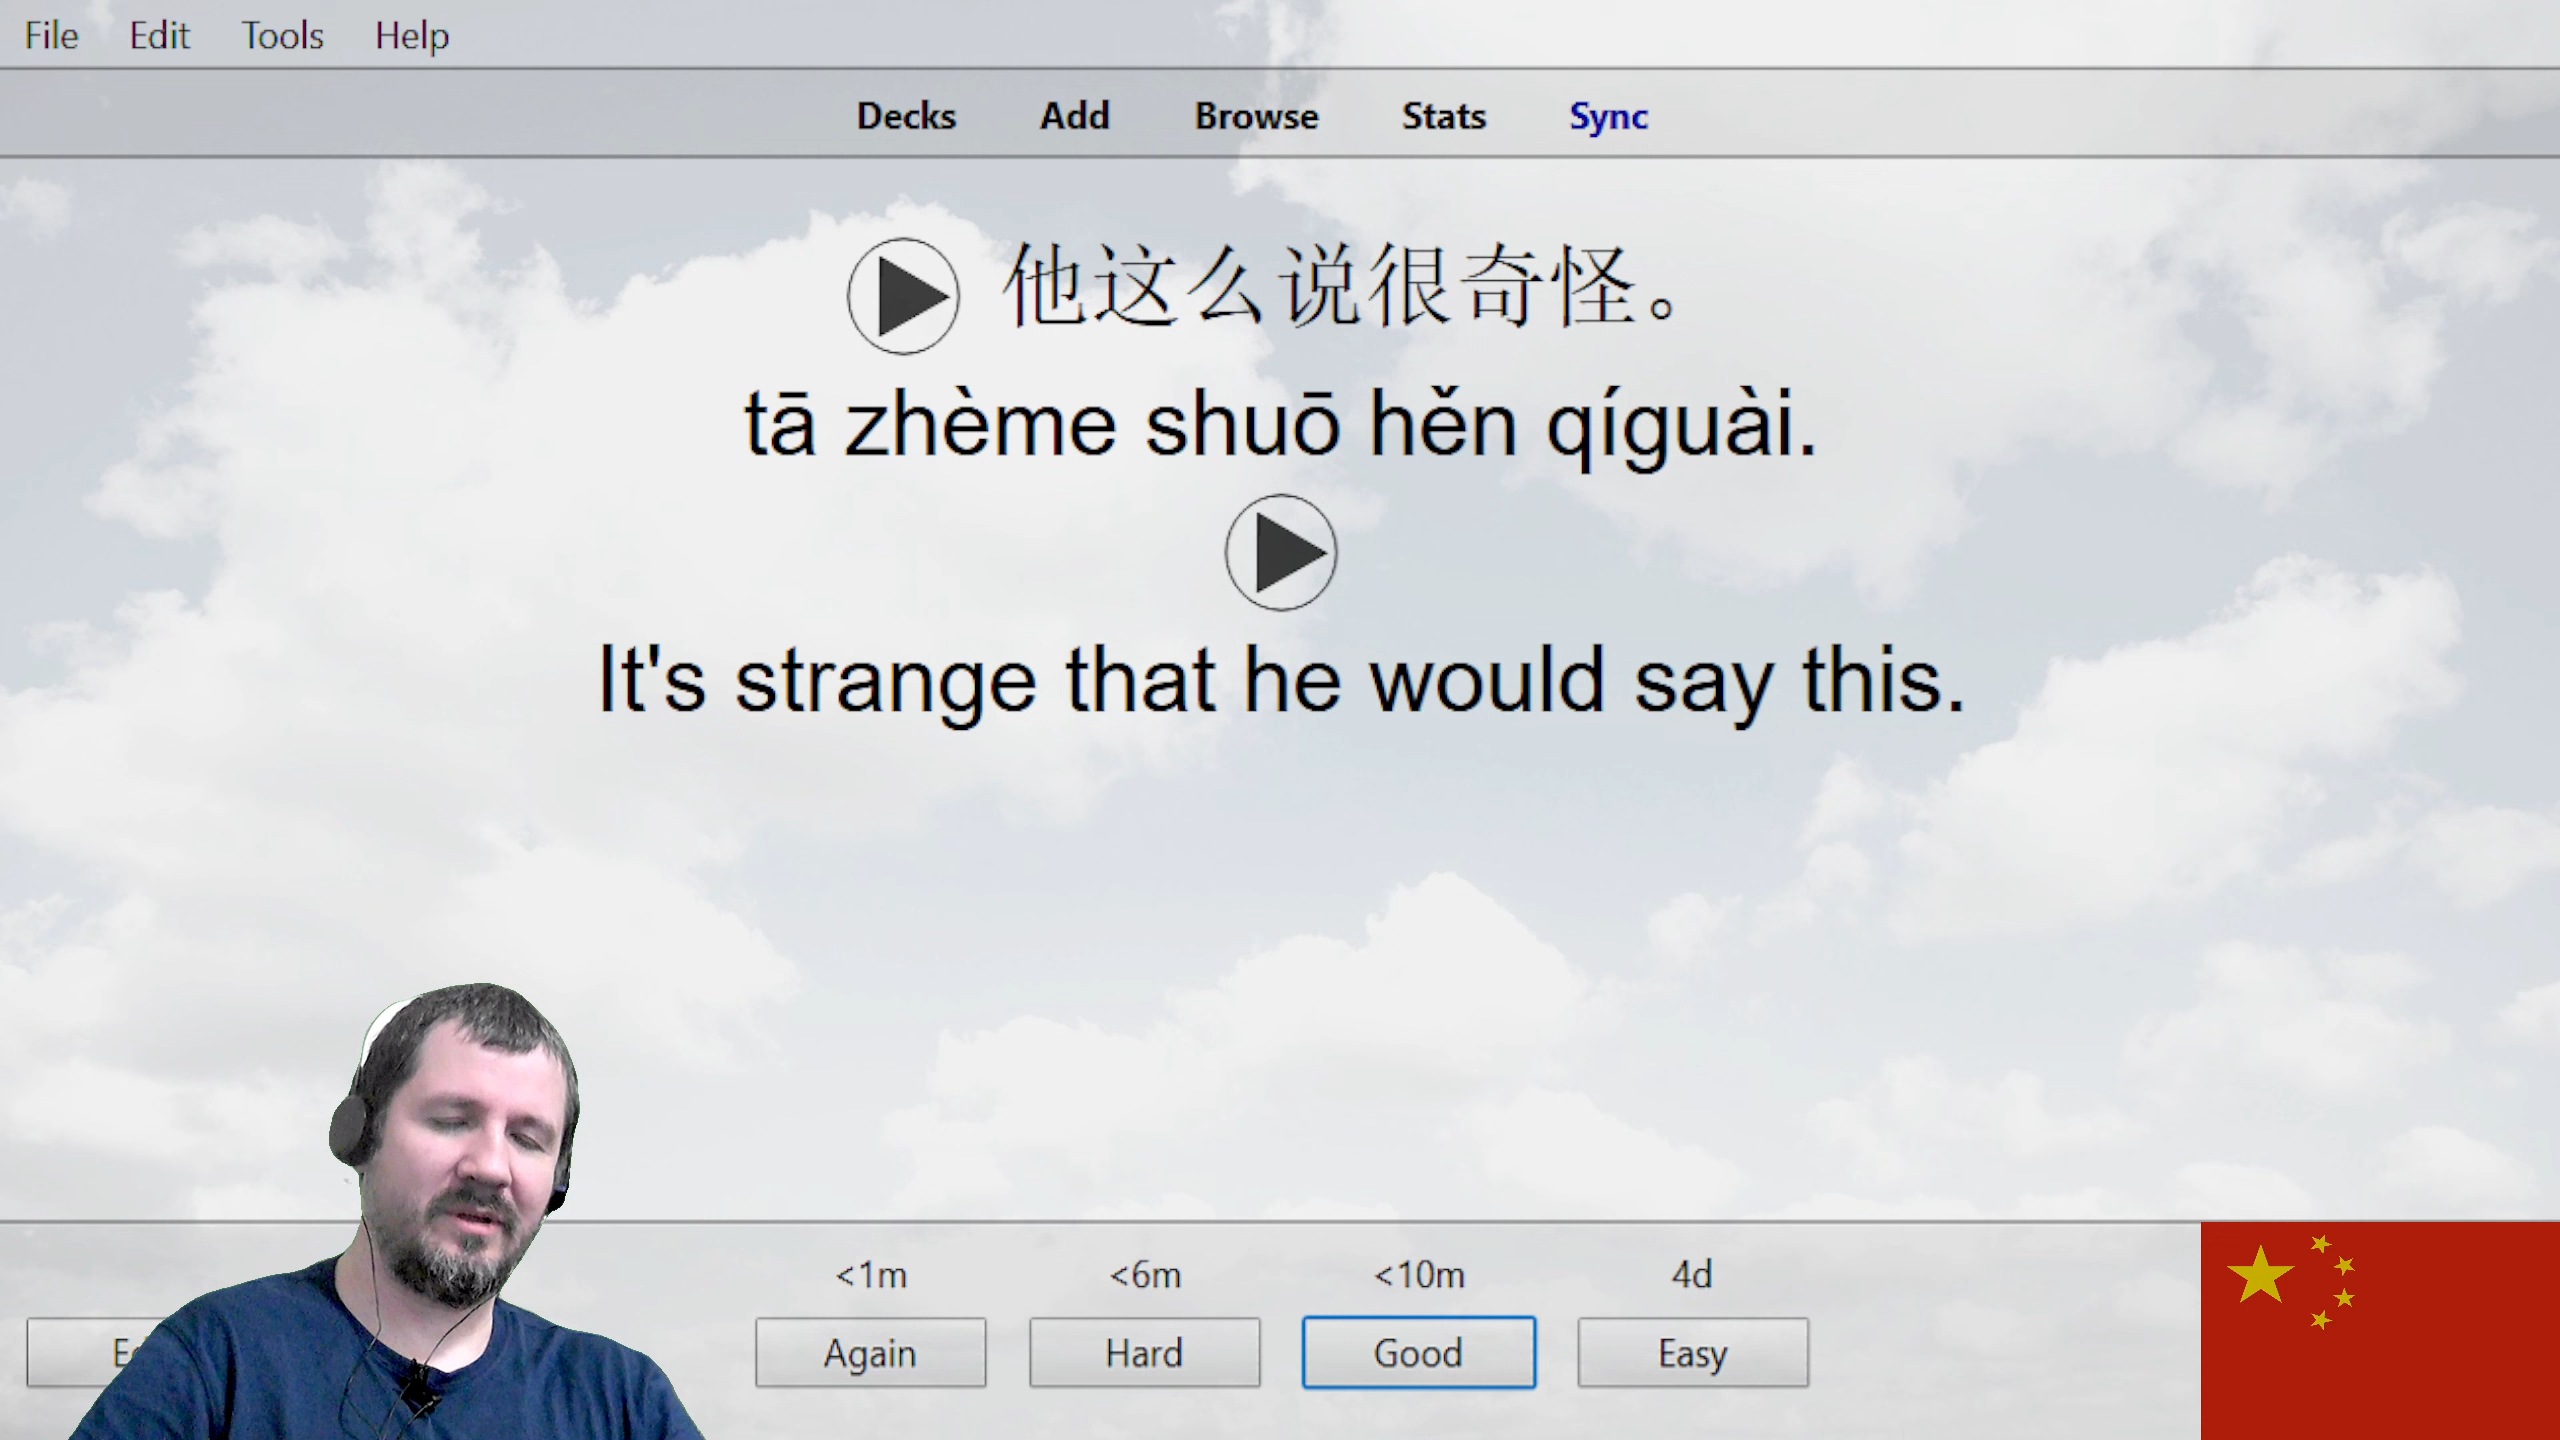 File Edit Tools Help
Decks Add Browse Stats Sync
他这么说很奇怪。
tā zhème shuō hěn qíguài.
It's strange that he would say this.
<1m <6m <10m 4d
Again Hard Good Easy